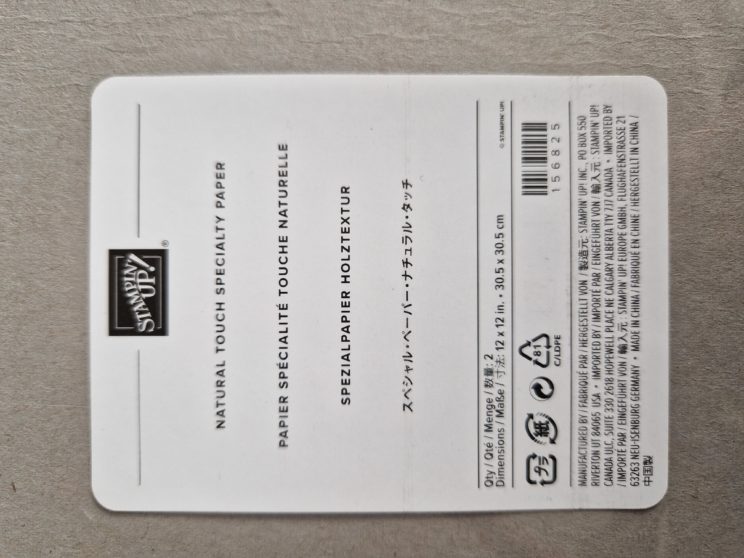 STAMPIN' UP!®
NATURAL TOUCH SPECIALTY PAPER
PAPIER SPÉCIALITÉ TOUCHE NATURELLE
SPEZIALPAPIER HOLZTEXTUR
スペシャル・ペーパー・ナチュラル・タッチ
© STAMPIN' UP!
Qty / Qté / Menge / 数量: 2
Dimensions / Maße / 寸法: 12 x 12 in. • 30.5 x 30.5 cm
プラ
紙
81
C/LDPE
156825
MANUFACTURED BY / FABRIQUÉ PAR / HERGESTELLT VON / 製造元: STAMPIN' UP! INC., PO BOX 550
RIVERTON UT 84065 USA • IMPORTED BY / IMPORTÉ PAR / EINGEFÜHRT VON / 輸入元 : STAMPIN' UP!
CANADA ULC, SUITE 330 2618 HOPEWELL PLACE NE CALGARY ALBERTA T1Y 7J7 CANADA • IMPORTED BY
/ IMPORTÉ PAR / EINGEFÜHRT VON / 輸入元 : STAMPIN' UP! EUROPE GMBH, FLUGHAFENSTRASSE 21
63263 NEU-ISENBURG GERMANY • MADE IN CHINA / FABRIQUÉ EN CHINE / HERGESTELLT IN CHINA /
中国製